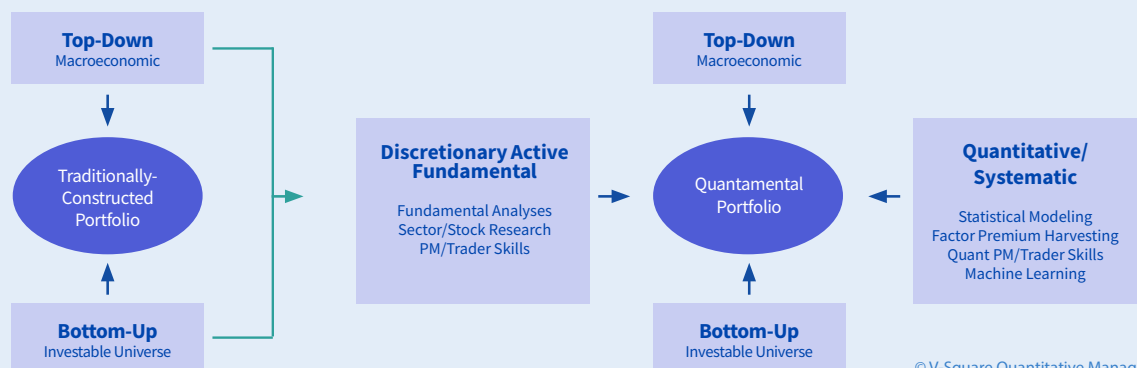 Top-Down
Macroeconomic
Traditionally-
Constructed
Portfolio
Bottom-Up
Investable Universe
Discretionary Active
Fundamental
Fundamental Analyses
Sector/Stock Research
PM/Trader Skills
Top-Down
Macroeconomic
Quantamental
Portfolio
Bottom-Up
Investable Universe
Quantitative/
Systematic
Statistical Modeling
Factor Premium Harvesting
Quant PM/Trader Skills
Machine Learning
© V-Square Quantitative